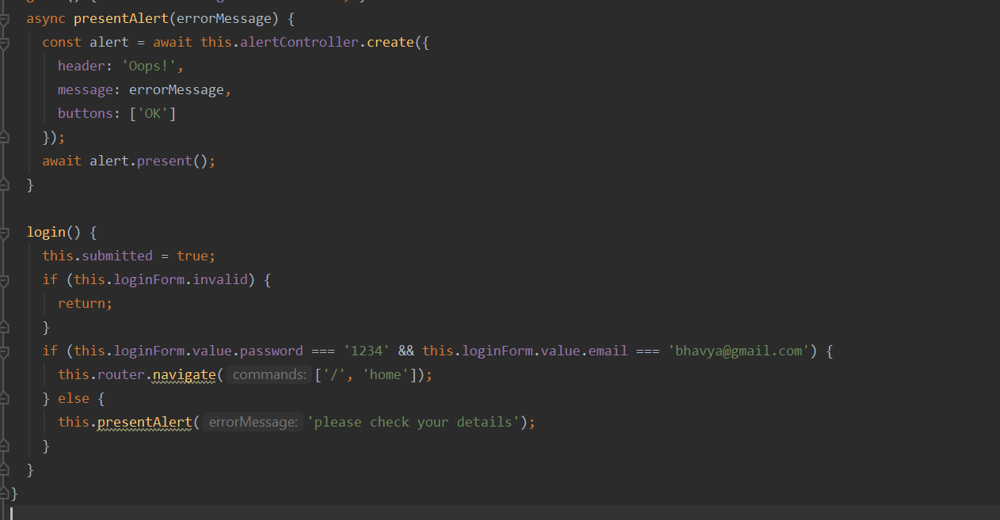 async presentAlert(errorMessage) {
const alert = await this.alertController.create({
header: 'Oops!',
message: errorMessage,
buttons: ['OK']
});
await alert.present();
}
login() {
this.submitted = true;
if (this.loginForm.invalid) {
return;
}
if (this.loginForm.value.password === '1234' && this.loginForm.value.email === 'bhavya@gmail.com') {
this.router.navigate( commands: ['/', 'home']);
} else {
this.presentAlert( errorMessage: 'please check your details');
}
}
}